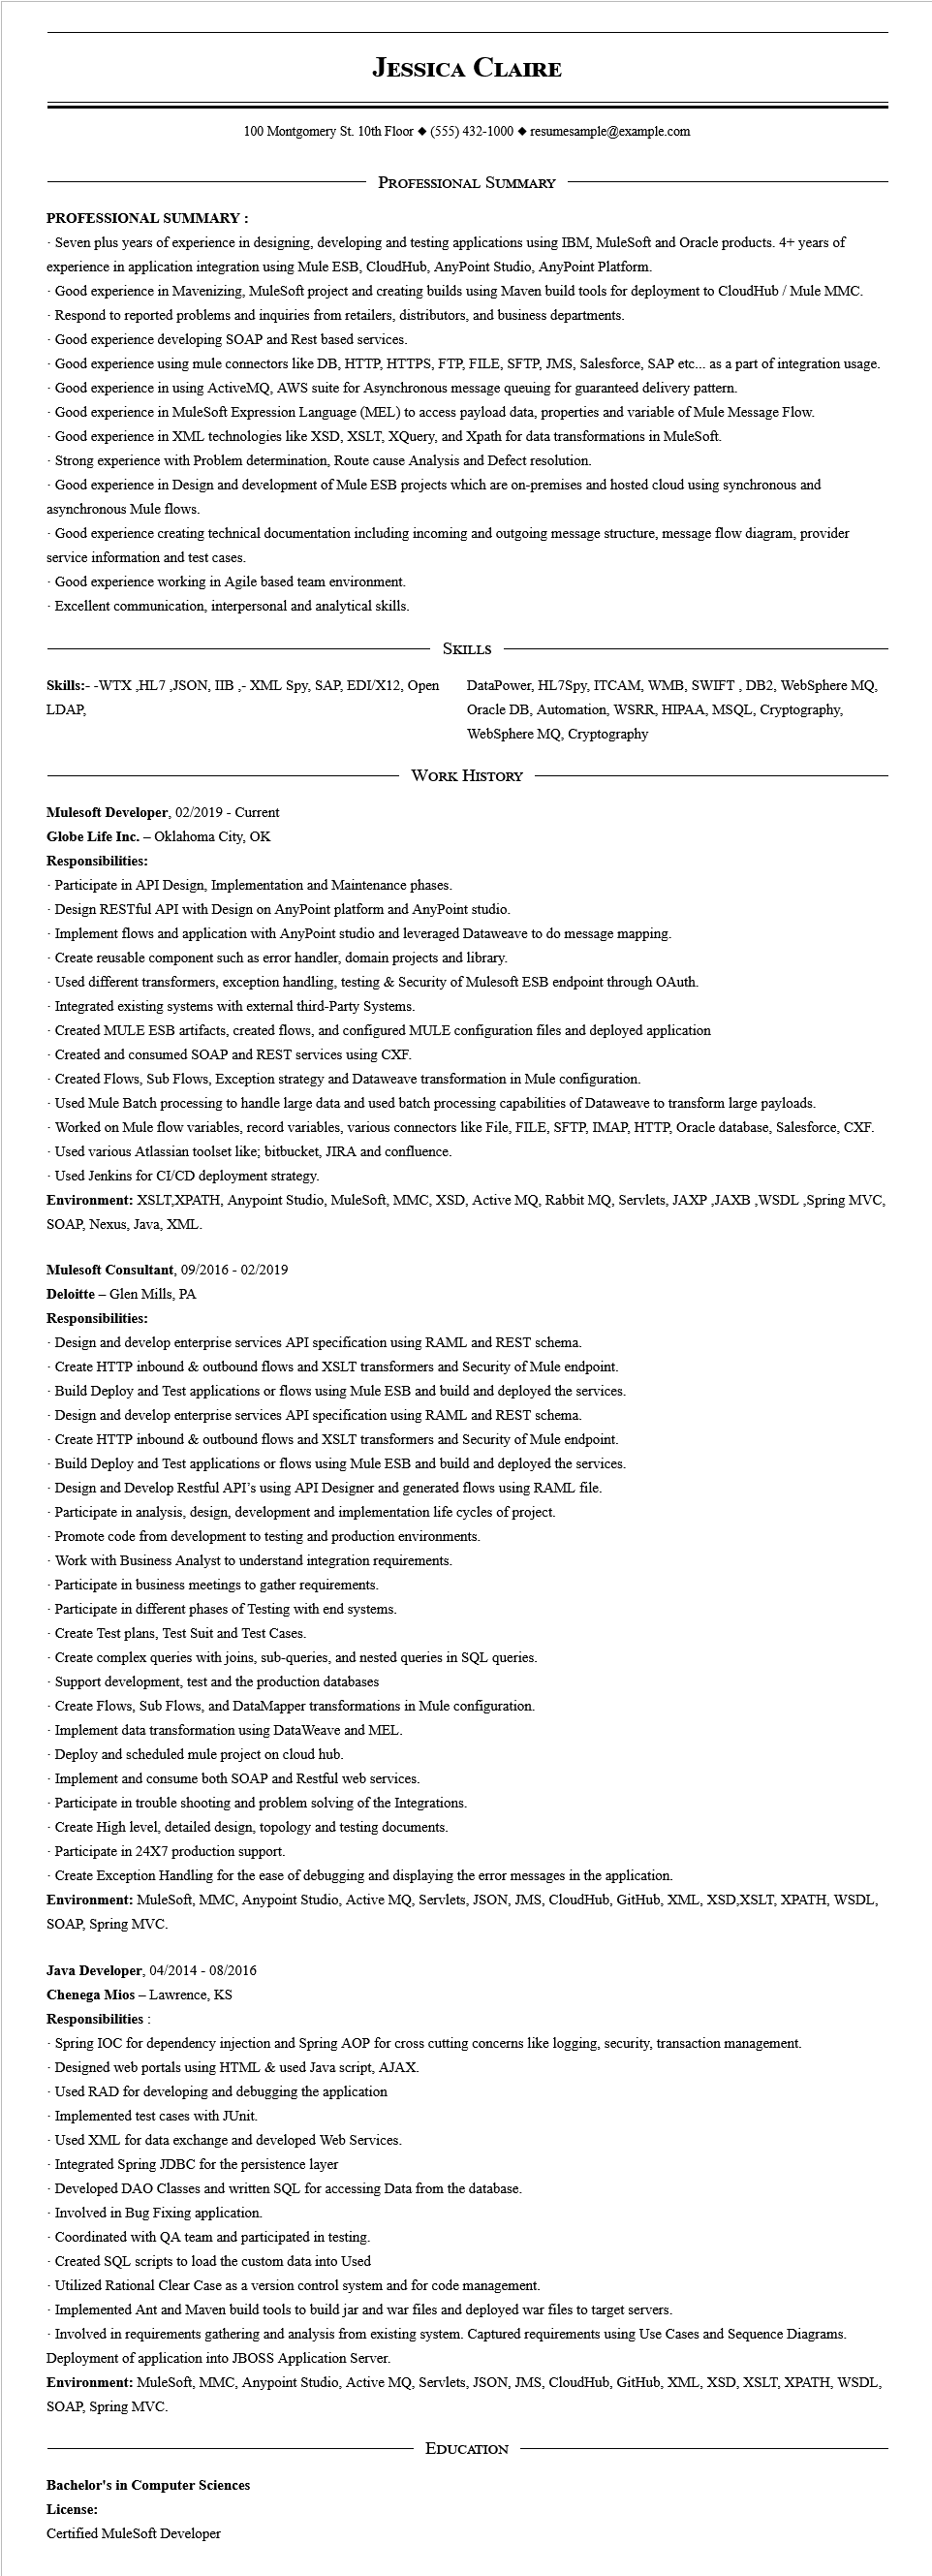 Jessica Claire
100 Montgomery St. 10th Floor ◆ (555) 432-1000 ◆ resumesample@example.com
Professional Summary
PROFESSIONAL SUMMARY :
· Seven plus years of experience in designing, developing and testing applications using IBM, MuleSoft and Oracle products. 4+ years of
experience in application integration using Mule ESB, CloudHub, AnyPoint Studio, AnyPoint Platform.
· Good experience in Mavenizing, MuleSoft project and creating builds using Maven build tools for deployment to CloudHub / Mule MMC.
· Respond to reported problems and inquiries from retailers, distributors, and business departments.
· Good experience developing SOAP and Rest based services.
· Good experience using mule connectors like DB, HTTP, HTTPS, FTP, FILE, SFTP, JMS, Salesforce, SAP etc... as a part of integration usage.
· Good experience in using ActiveMQ, AWS suite for Asynchronous message queuing for guaranteed delivery pattern.
· Good experience in MuleSoft Expression Language (MEL) to access payload data, properties and variable of Mule Message Flow.
· Good experience in XML technologies like XSD, XSLT, XQuery, and Xpath for data transformations in MuleSoft.
· Strong experience with Problem determination, Route cause Analysis and Defect resolution.
· Good experience in Design and development of Mule ESB projects which are on-premises and hosted cloud using synchronous and
asynchronous Mule flows.
· Good experience creating technical documentation including incoming and outgoing message structure, message flow diagram, provider
service information and test cases.
· Good experience working in Agile based team environment.
· Excellent communication, interpersonal and analytical skills.
Skills
Skills:- -WTX ,HL7 ,JSON, IIB ,- XML Spy, SAP, EDI/X12, Open
LDAP,
DataPower, HL7Spy, ITCAM, WMB, SWIFT , DB2, WebSphere MQ,
Oracle DB, Automation, WSRR, HIPAA, MSQL, Cryptography,
WebSphere MQ, Cryptography
Work History
Mulesoft Developer, 02/2019 - Current
Globe Life Inc. – Oklahoma City, OK
Responsibilities:
· Participate in API Design, Implementation and Maintenance phases.
· Design RESTful API with Design on AnyPoint platform and AnyPoint studio.
· Implement flows and application with AnyPoint studio and leveraged Dataweave to do message mapping.
· Create reusable component such as error handler, domain projects and library.
· Used different transformers, exception handling, testing & Security of Mulesoft ESB endpoint through OAuth.
· Integrated existing systems with external third-Party Systems.
· Created MULE ESB artifacts, created flows, and configured MULE configuration files and deployed application
· Created and consumed SOAP and REST services using CXF.
· Created Flows, Sub Flows, Exception strategy and Dataweave transformation in Mule configuration.
· Used Mule Batch processing to handle large data and used batch processing capabilities of Dataweave to transform large payloads.
· Worked on Mule flow variables, record variables, various connectors like File, FILE, SFTP, IMAP, HTTP, Oracle database, Salesforce, CXF.
· Used various Atlassian toolset like; bitbucket, JIRA and confluence.
· Used Jenkins for CI/CD deployment strategy.
Environment: XSLT,XPATH, Anypoint Studio, MuleSoft, MMC, XSD, Active MQ, Rabbit MQ, Servlets, JAXP ,JAXB ,WSDL ,Spring MVC,
SOAP, Nexus, Java, XML.
Mulesoft Consultant, 09/2016 - 02/2019
Deloitte – Glen Mills, PA
Responsibilities:
· Design and develop enterprise services API specification using RAML and REST schema.
· Create HTTP inbound & outbound flows and XSLT transformers and Security of Mule endpoint.
· Build Deploy and Test applications or flows using Mule ESB and build and deployed the services.
· Design and develop enterprise services API specification using RAML and REST schema.
· Create HTTP inbound & outbound flows and XSLT transformers and Security of Mule endpoint.
· Build Deploy and Test applications or flows using Mule ESB and build and deployed the services.
· Design and Develop Restful API’s using API Designer and generated flows using RAML file.
· Participate in analysis, design, development and implementation life cycles of project.
· Promote code from development to testing and production environments.
· Work with Business Analyst to understand integration requirements.
· Participate in business meetings to gather requirements.
· Participate in different phases of Testing with end systems.
· Create Test plans, Test Suit and Test Cases.
· Create complex queries with joins, sub-queries, and nested queries in SQL queries.
· Support development, test and the production databases
· Create Flows, Sub Flows, and DataMapper transformations in Mule configuration.
· Implement data transformation using DataWeave and MEL.
· Deploy and scheduled mule project on cloud hub.
· Implement and consume both SOAP and Restful web services.
· Participate in trouble shooting and problem solving of the Integrations.
· Create High level, detailed design, topology and testing documents.
· Participate in 24X7 production support.
· Create Exception Handling for the ease of debugging and displaying the error messages in the application.
Environment: MuleSoft, MMC, Anypoint Studio, Active MQ, Servlets, JSON, JMS, CloudHub, GitHub, XML, XSD,XSLT, XPATH, WSDL,
SOAP, Spring MVC.
Java Developer, 04/2014 - 08/2016
Chenega Mios – Lawrence, KS
Responsibilities :
· Spring IOC for dependency injection and Spring AOP for cross cutting concerns like logging, security, transaction management.
· Designed web portals using HTML & used Java script, AJAX.
· Used RAD for developing and debugging the application
· Implemented test cases with JUnit.
· Used XML for data exchange and developed Web Services.
· Integrated Spring JDBC for the persistence layer
· Developed DAO Classes and written SQL for accessing Data from the database.
· Involved in Bug Fixing application.
· Coordinated with QA team and participated in testing.
· Created SQL scripts to load the custom data into Used
· Utilized Rational Clear Case as a version control system and for code management.
· Implemented Ant and Maven build tools to build jar and war files and deployed war files to target servers.
· Involved in requirements gathering and analysis from existing system. Captured requirements using Use Cases and Sequence Diagrams.
Deployment of application into JBOSS Application Server.
Environment: MuleSoft, MMC, Anypoint Studio, Active MQ, Servlets, JSON, JMS, CloudHub, GitHub, XML, XSD, XSLT, XPATH, WSDL,
SOAP, Spring MVC.
Education
Bachelor's in Computer Sciences
License:
Certified MuleSoft Developer